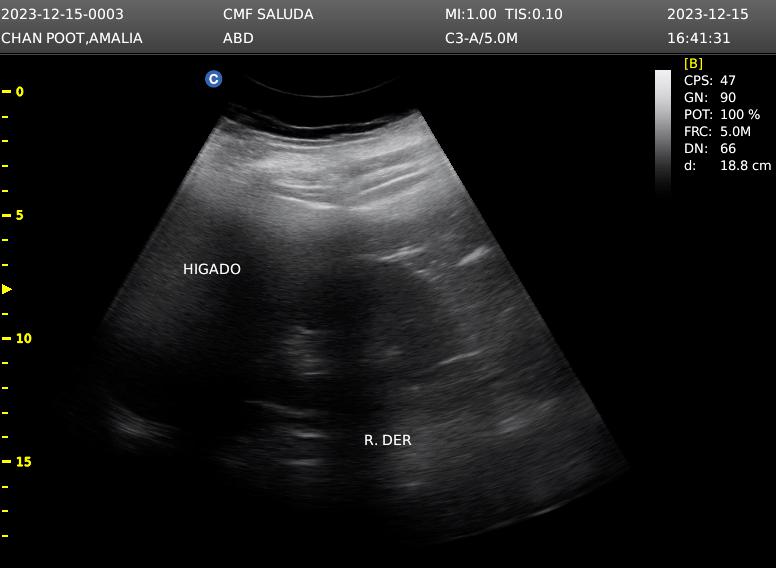 2023-12-15-0003 CMF SALUDA MI:1.00 TIS:0.10 2023-12-15
CHAN POOT,AMALIA ABD C3-A/5.0M 16:41:31
C
[B]
CPS: 47
GN: 90
POT: 100 %
FRC: 5.0M
DN: 66
d: 18.8 cm
0
5
HIGADO
10
R. DER
15